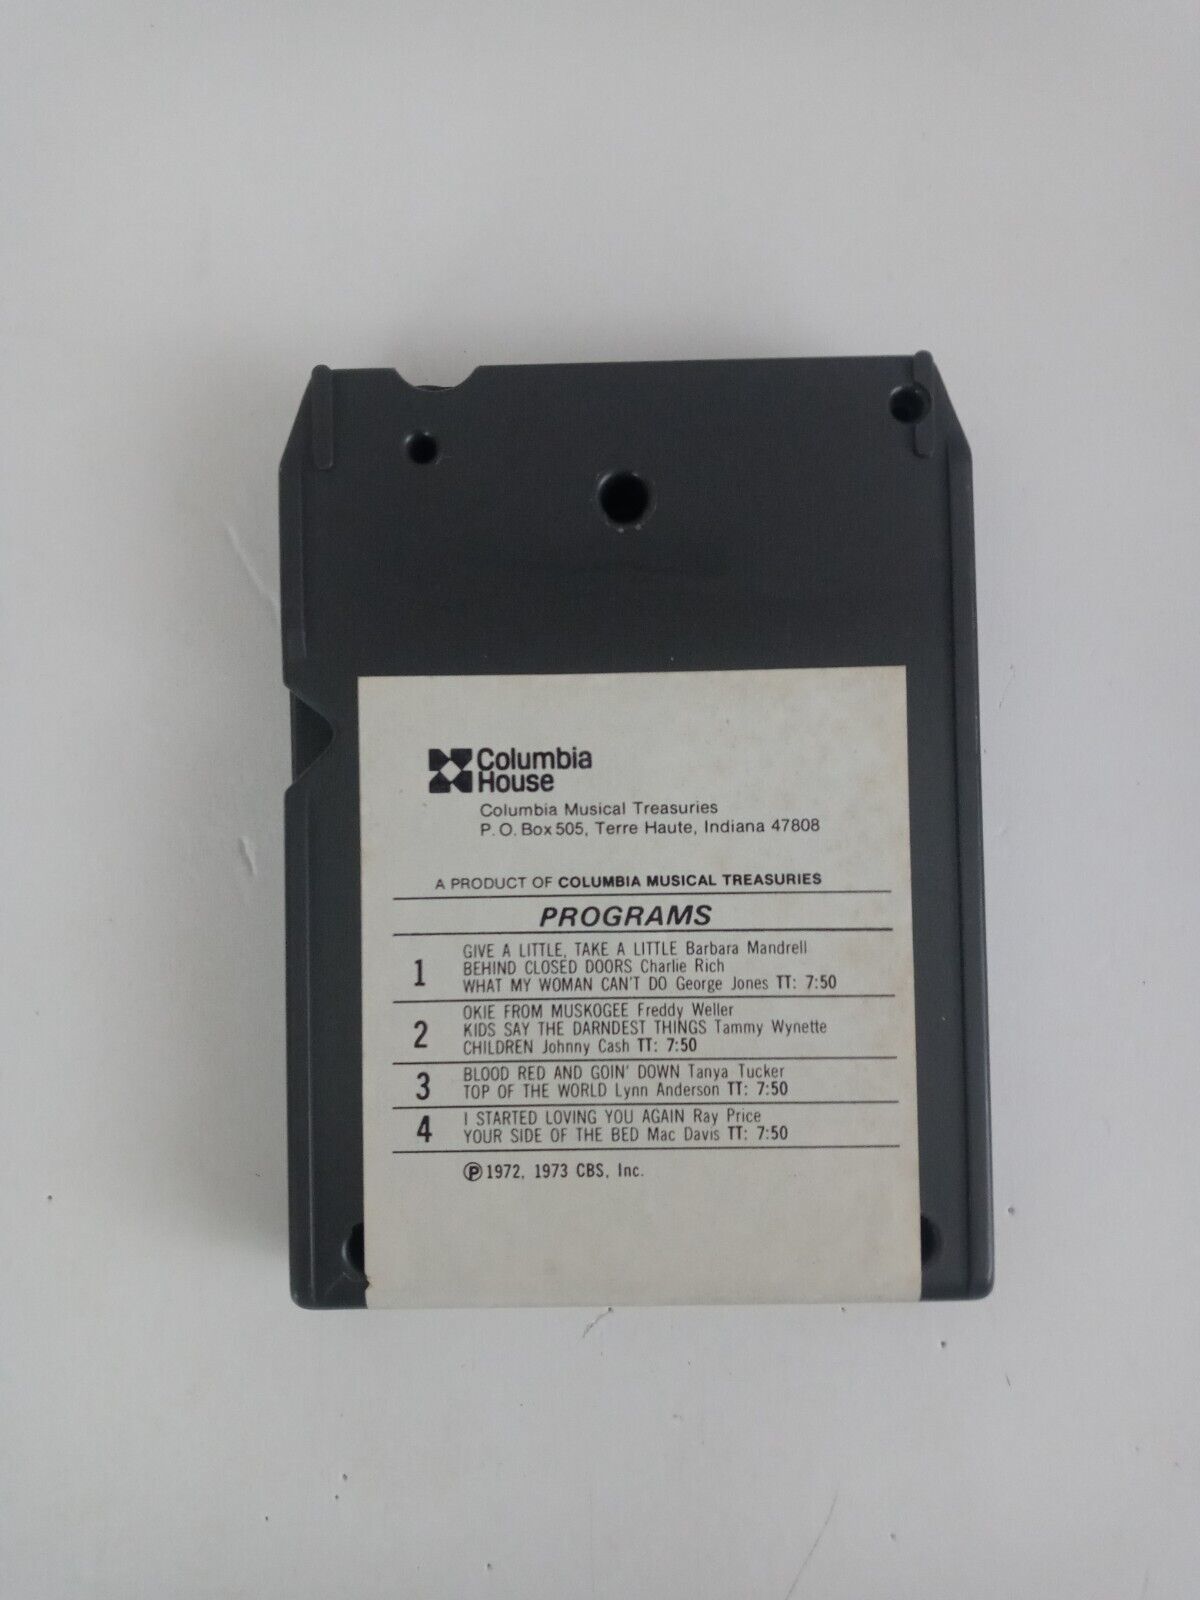 Columbia
House
Columbia Musical Treasuries
P. O. Box 505, Terre Haute, Indiana 47808
A PRODUCT OF COLUMBIA MUSICAL TREASURIES
PROGRAMS
1
GIVE A LITTLE, TAKE A LITTLE Barbara Mandrell
BEHIND CLOSED DOORS Charlie Rich
WHAT MY WOMAN CAN'T DO George Jones TT: 7:50
2
OKIE FROM MUSKOGEE Freddy Weller
KIDS SAY THE DARNDEST THINGS Tammy Wynette
CHILDREN Johnny Cash TT: 7:50
3
BLOOD RED AND GOIN' DOWN Tanya Tucker
TOP OF THE WORLD Lynn Anderson TT: 7:50
4
I STARTED LOVING YOU AGAIN Ray Price
YOUR SIDE OF THE BED Mac Davis TT: 7:50
℗ 1972, 1973 CBS, Inc.